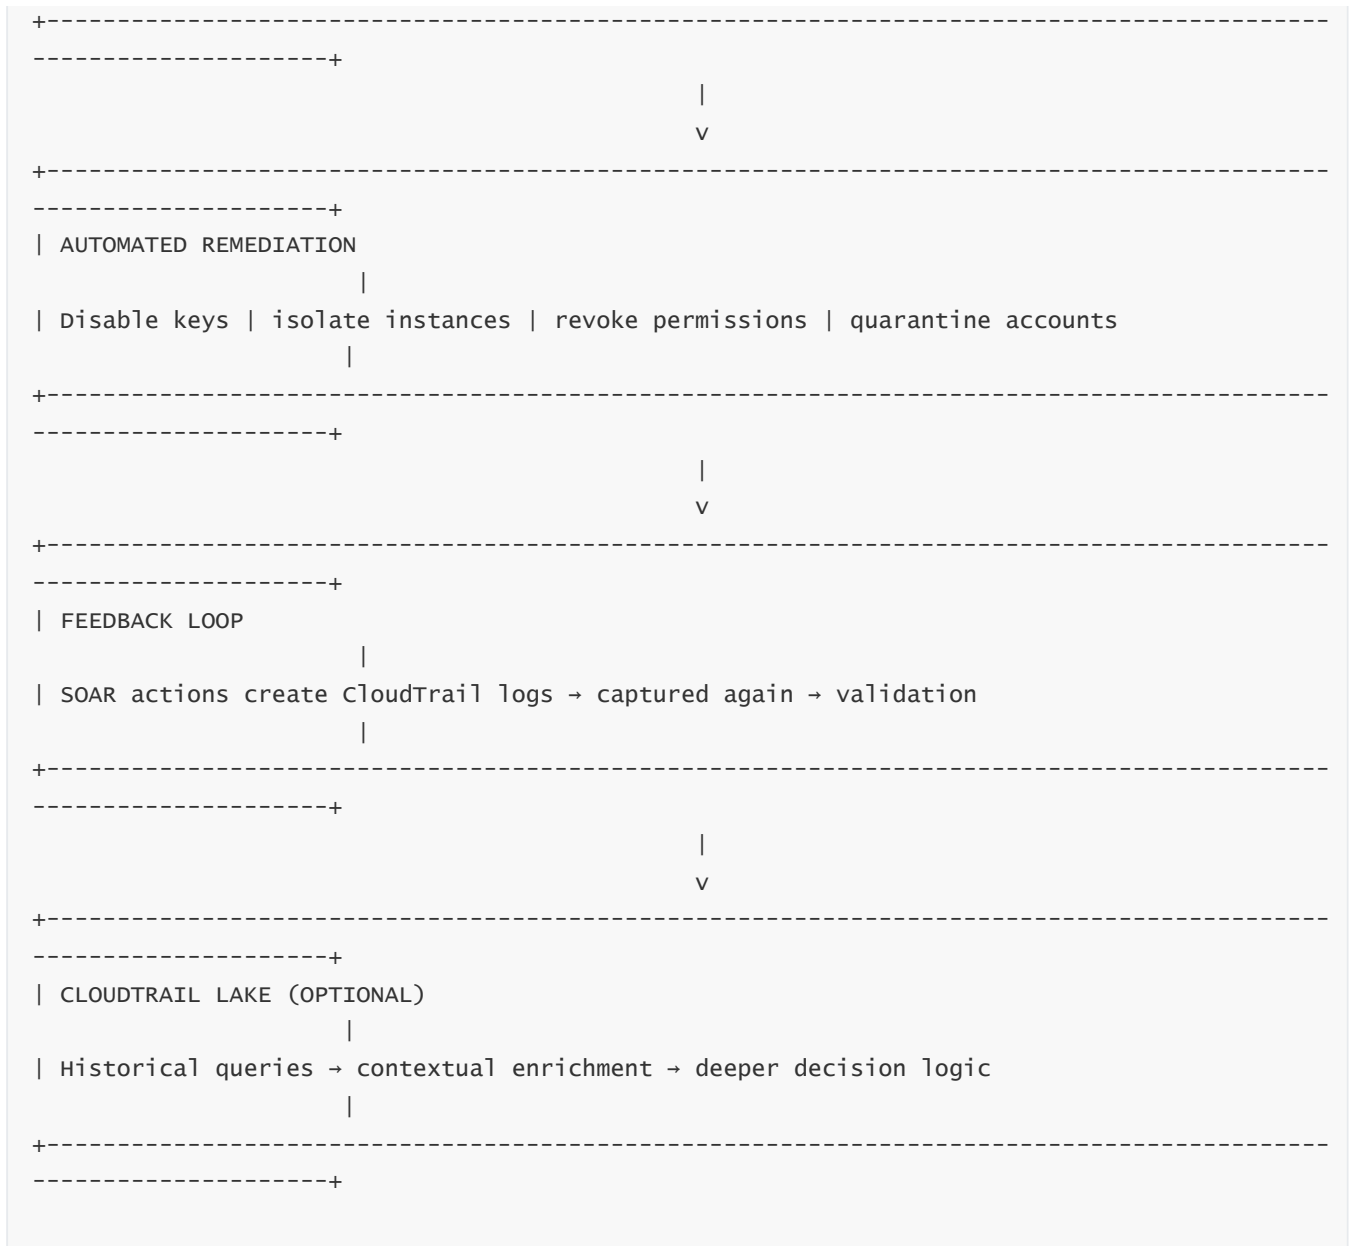 +-------------------------------------------------------------------------------------------
---------------------+
|
v
+-------------------------------------------------------------------------------------------
---------------------+
| AUTOMATED REMEDIATION
|
| Disable keys | isolate instances | revoke permissions | quarantine accounts
|
+-------------------------------------------------------------------------------------------
---------------------+
|
v
+-------------------------------------------------------------------------------------------
---------------------+
| FEEDBACK LOOP
|
| SOAR actions create CloudTrail logs → captured again → validation
|
+-------------------------------------------------------------------------------------------
---------------------+
|
v
+-------------------------------------------------------------------------------------------
---------------------+
| CLOUDTRAIL LAKE (OPTIONAL)
|
| Historical queries → contextual enrichment → deeper decision logic
|
+-------------------------------------------------------------------------------------------
---------------------+